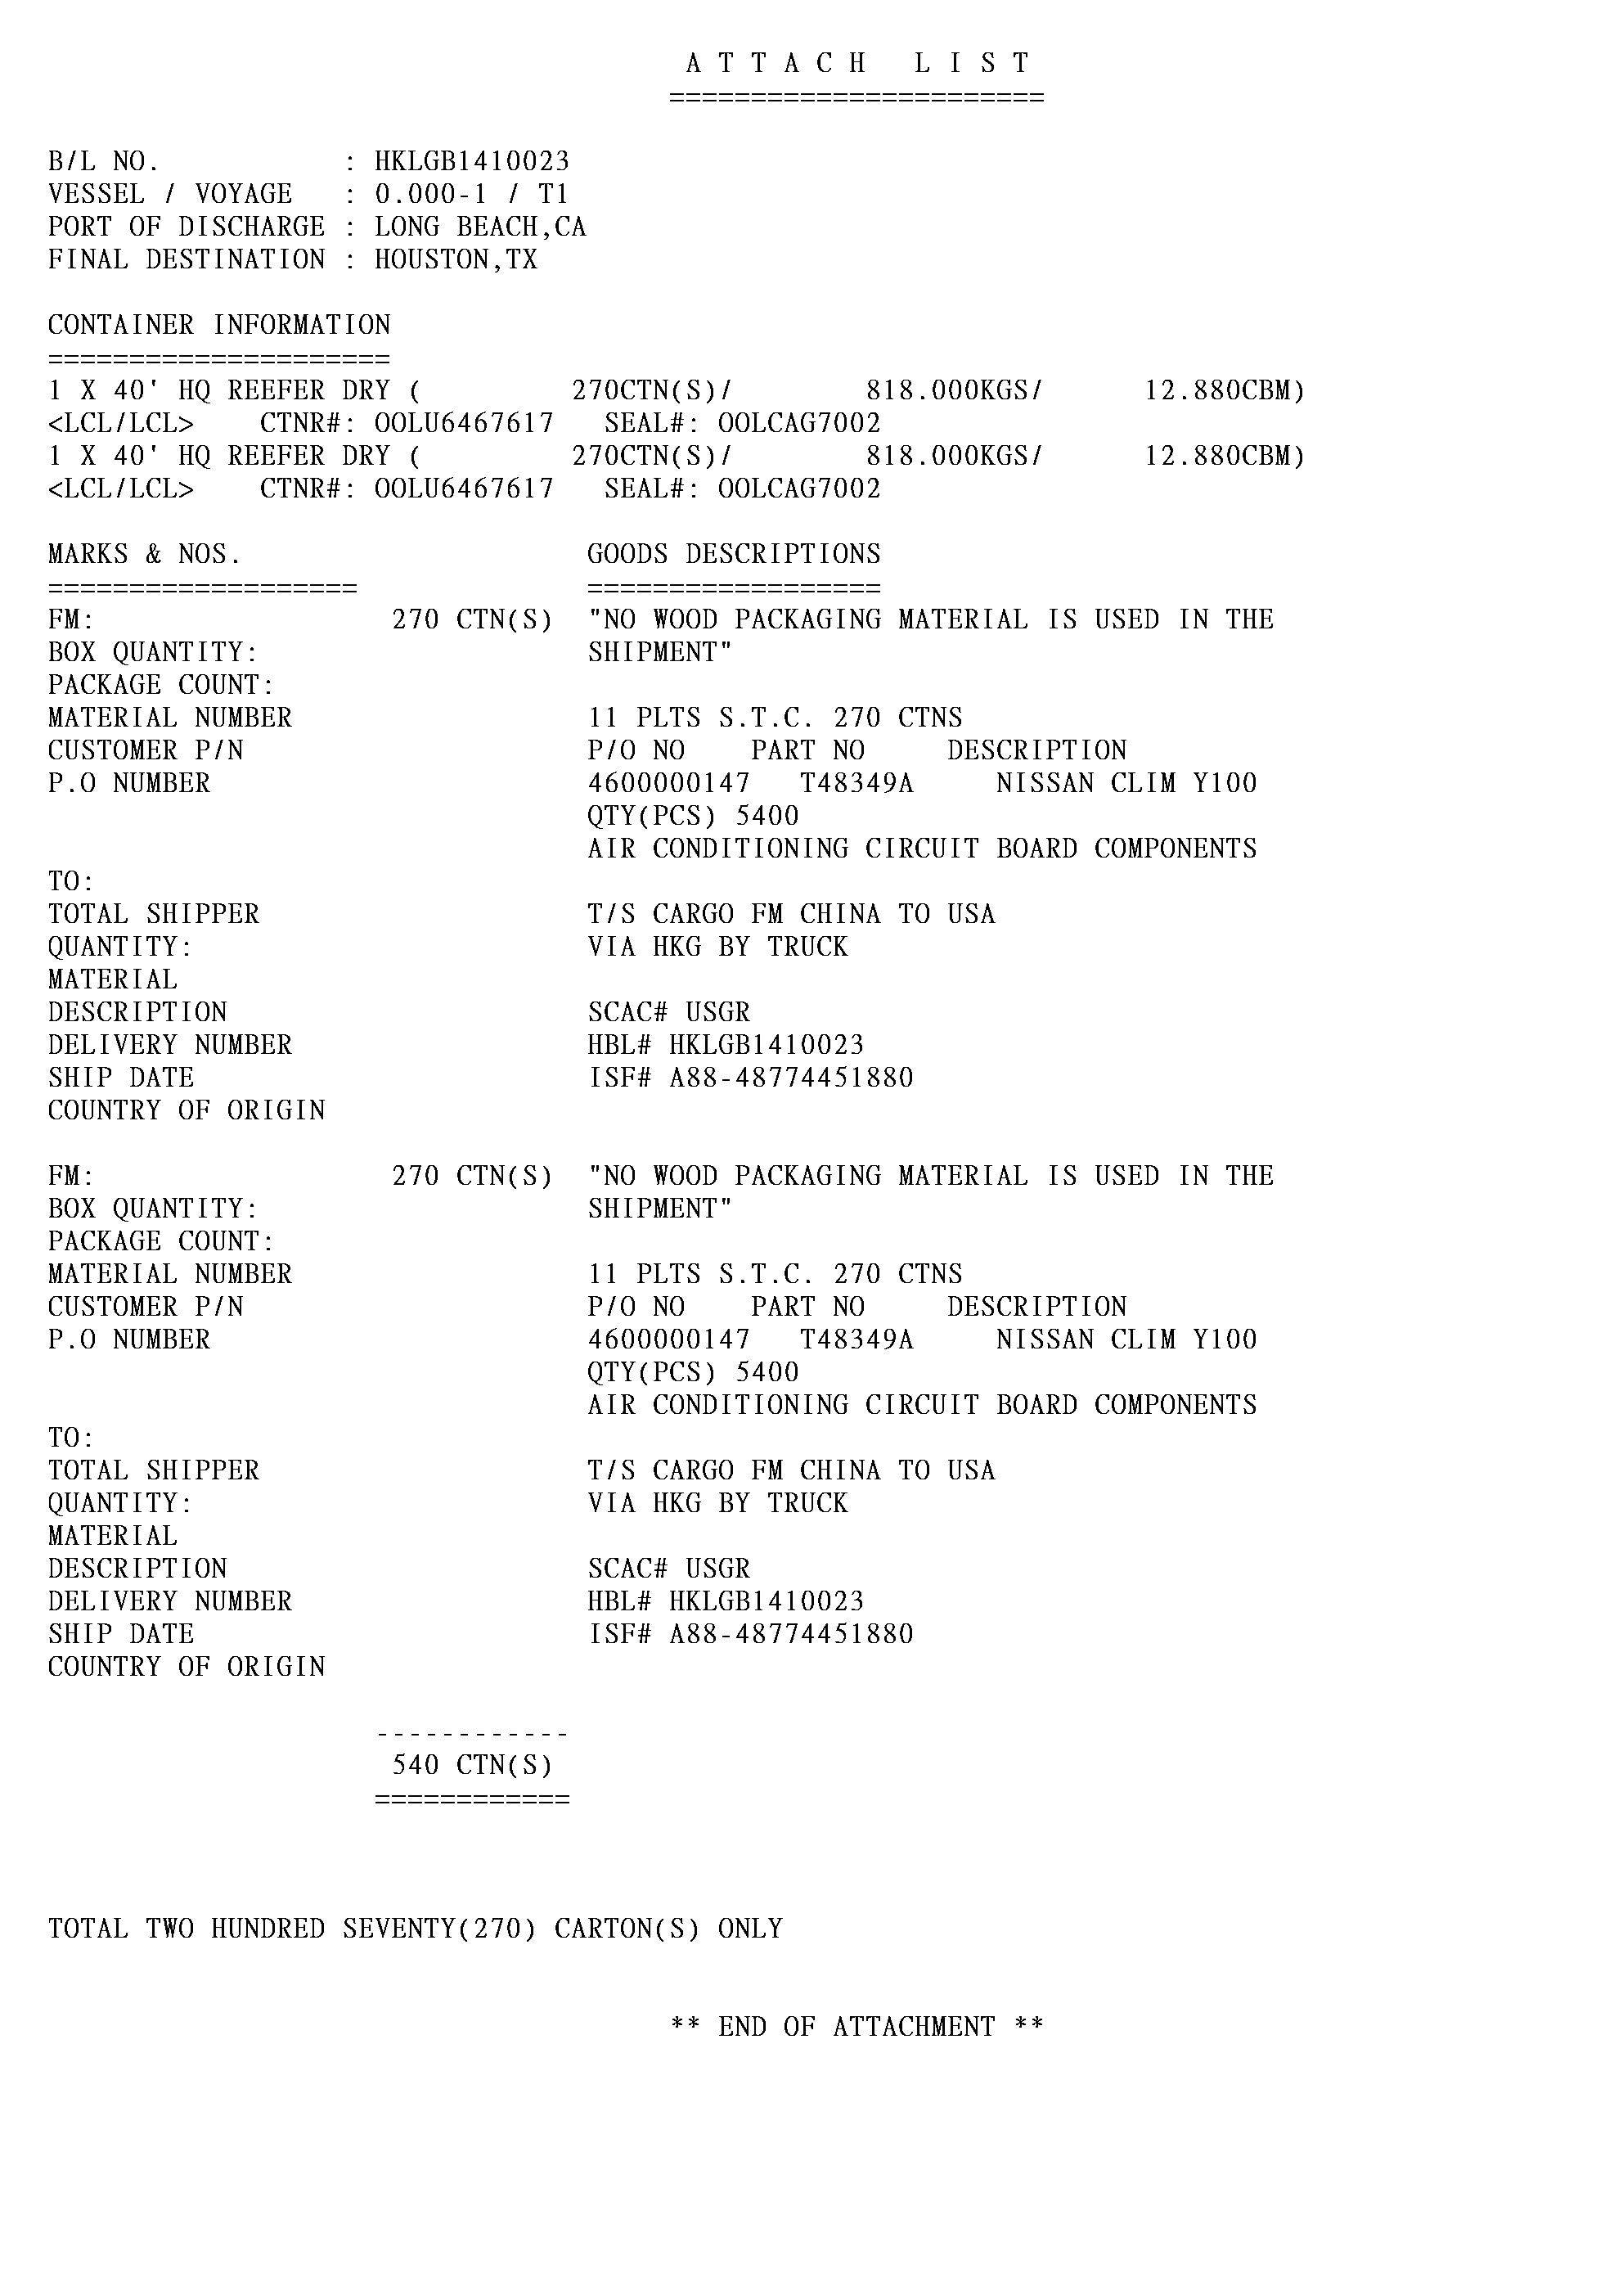 A T T A C H   L I S T
=======================
B/L NO.            : HKLGB1410023
VESSEL / VOYAGE    : 0.000-1 / T1
PORT OF DISCHARGE : LONG BEACH,CA
FINAL DESTINATION : HOUSTON,TX
CONTAINER INFORMATION
=====================
1 X 40' HQ REEFER DRY (         270CTN(S)/        818.000KGS/      12.880CBM)
<LCL/LCL>    CTNR#: OOLU6467617   SEAL#: OOLCAG7002
1 X 40' HQ REEFER DRY (         270CTN(S)/        818.000KGS/      12.880CBM)
<LCL/LCL>    CTNR#: OOLU6467617   SEAL#: OOLCAG7002
MARKS & NOS.                     GOODS DESCRIPTIONS
===================              ==================
FM:                  270 CTN(S)  "NO WOOD PACKAGING MATERIAL IS USED IN THE
BOX QUANTITY:                    SHIPMENT"
PACKAGE COUNT:
MATERIAL NUMBER                  11 PLTS S.T.C. 270 CTNS
CUSTOMER P/N                     P/O NO    PART NO     DESCRIPTION
P.O NUMBER                       4600000147   T48349A     NISSAN CLIM Y100
                                 QTY(PCS) 5400
                                 AIR CONDITIONING CIRCUIT BOARD COMPONENTS
TO:
TOTAL SHIPPER                    T/S CARGO FM CHINA TO USA
QUANTITY:                        VIA HKG BY TRUCK
MATERIAL
DESCRIPTION                      SCAC# USGR
DELIVERY NUMBER                  HBL# HKLGB1410023
SHIP DATE                        ISF# A88-48774451880
COUNTRY OF ORIGIN
FM:                  270 CTN(S)  "NO WOOD PACKAGING MATERIAL IS USED IN THE
BOX QUANTITY:                    SHIPMENT"
PACKAGE COUNT:
MATERIAL NUMBER                  11 PLTS S.T.C. 270 CTNS
CUSTOMER P/N                     P/O NO    PART NO     DESCRIPTION
P.O NUMBER                       4600000147   T48349A     NISSAN CLIM Y100
                                 QTY(PCS) 5400
                                 AIR CONDITIONING CIRCUIT BOARD COMPONENTS
TO:
TOTAL SHIPPER                    T/S CARGO FM CHINA TO USA
QUANTITY:                        VIA HKG BY TRUCK
MATERIAL
DESCRIPTION                      SCAC# USGR
DELIVERY NUMBER                  HBL# HKLGB1410023
SHIP DATE                        ISF# A88-48774451880
COUNTRY OF ORIGIN
                    ------------
                     540 CTN(S)
                    ============
TOTAL TWO HUNDRED SEVENTY(270) CARTON(S) ONLY
** END OF ATTACHMENT **